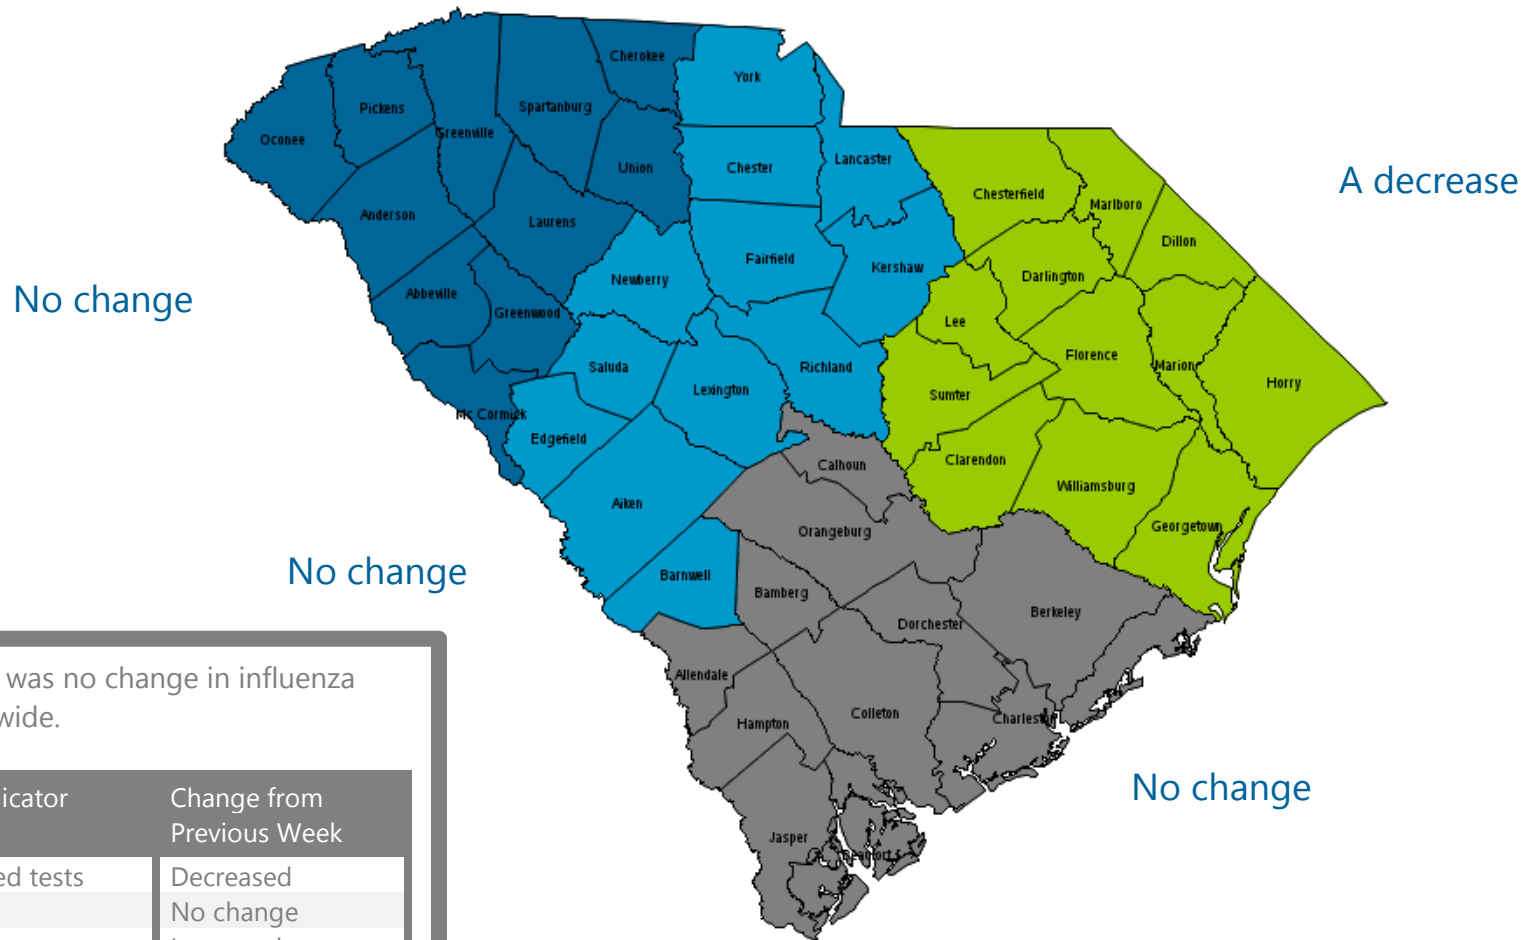 Cherokee
York
Pickens
Spartanburg
Greenville
Oconee
Union
Chester
Lancaster
A decrease
Chesterfield
Marlboro
Anderson
Laurens
Dillon
Fairfield
Kershaw
Newberry
Darlington
No change
Abbeville
Greenwood
Lee
Florence
Saluda
Richland
Marion
Horry
Lexington
Sumter
Mc Cormick
Edgefield
Calhoun
Clarendon
Williamsburg
Aiken
Orangeburg
Georgetown
No change
Barnwell
Bamberg
Berkeley
Dorchester
was no change in influenza
wide.
Allendale
Hampton
Colleton
No change
icator
Change from
Previous Week
Jasper
ed tests
Decreased
No change